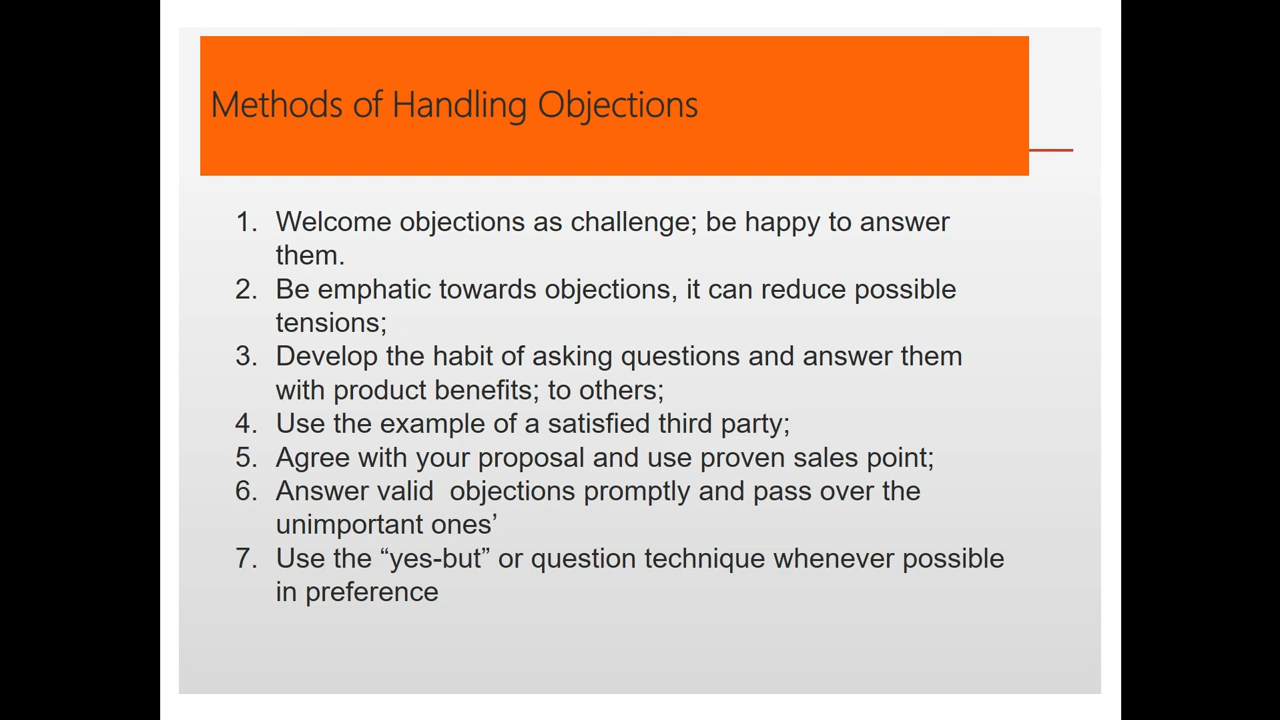 Methods of Handling Objections
1. Welcome objections as challenge; be happy to answer
them.
2. Be emphatic towards objections, it can reduce possible
tensions;
3. Develop the habit of asking questions and answer them
with product benefits; to others;
4. Use the example of a satisfied third party;
5. Agree with your proposal and use proven sales point;
6. Answer valid  objections promptly and pass over the
unimportant ones’
7. Use the “yes-but” or question technique whenever possible
in preference